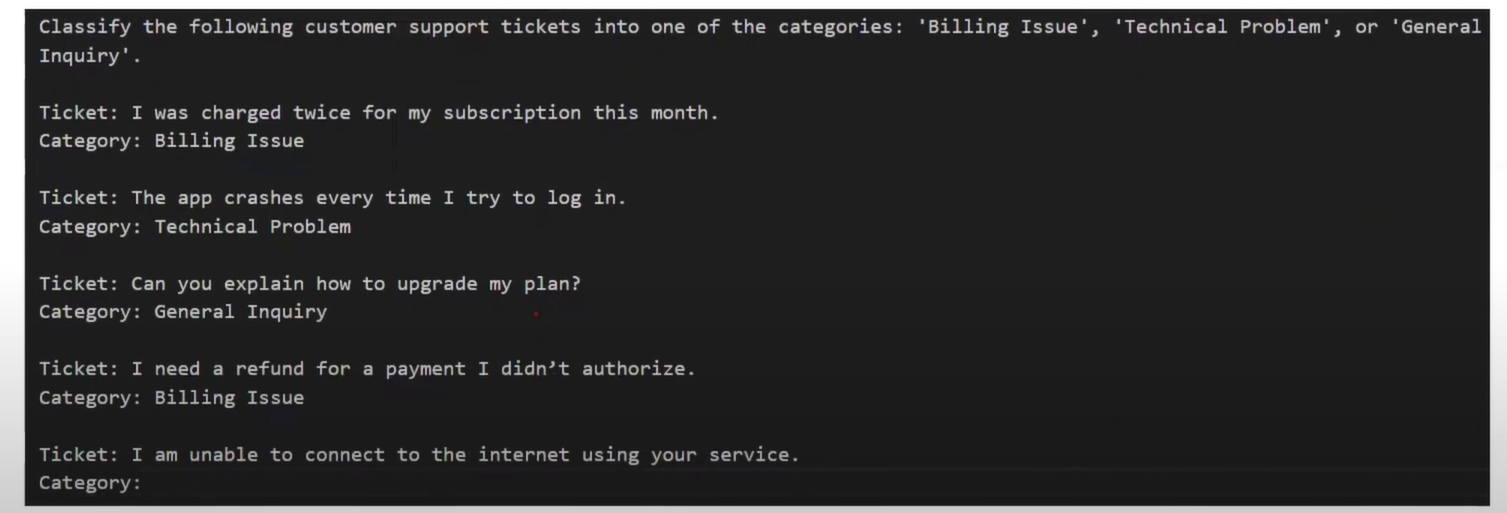 Classify the following customer support tickets into one of the categories: 'Billing Issue', 'Technical Problem', or 'General
Inquiry'.
Ticket: I was charged twice for my subscription this month.
Category: Billing Issue
Ticket: The app crashes every time I try to log in.
Category: Technical Problem
Ticket: Can you explain how to upgrade my plan?
Category: General Inquiry
Ticket: I need a refund for a payment I didn’t authorize.
Category: Billing Issue
Ticket: I am unable to connect to the internet using your service.
Category: